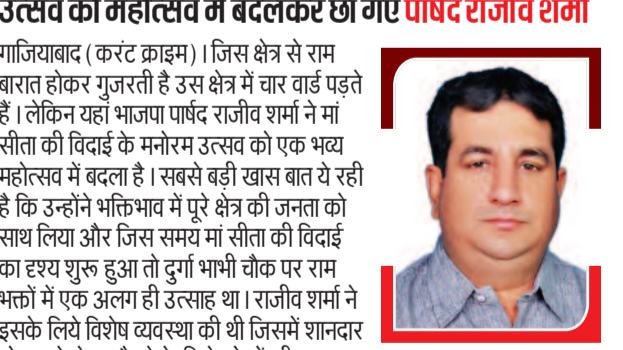 उत्सव को महोत्सव में बदलकर छा गए पार्षद राजीव शर्मा
गाजियाबाद ( करंट क्राइम ) । जिस क्षेत्र से राम
बारात होकर गुजरती है उस क्षेत्र में चार वार्ड पड़ते
हैं । लेकिन यहां भाजपा पार्षद राजीव शर्मा ने मां
सीता की विदाई के मनोरम उत्सव को एक भव्य
महोत्सव में बदला है । सबसे बड़ी खास बात ये रही
है कि उन्होंने भक्तिभाव में पूरे क्षेत्र की जनता को
साथ लिया और जिस समय मां सीता की विदाई
का दृश्य शुरू हुआ तो दुर्गा भाभी चौक पर राम
भक्तों में एक अलग ही उत्साह था । राजीव शर्मा ने
इसके लिये विशेष व्यवस्था की थी जिसमें शानदार